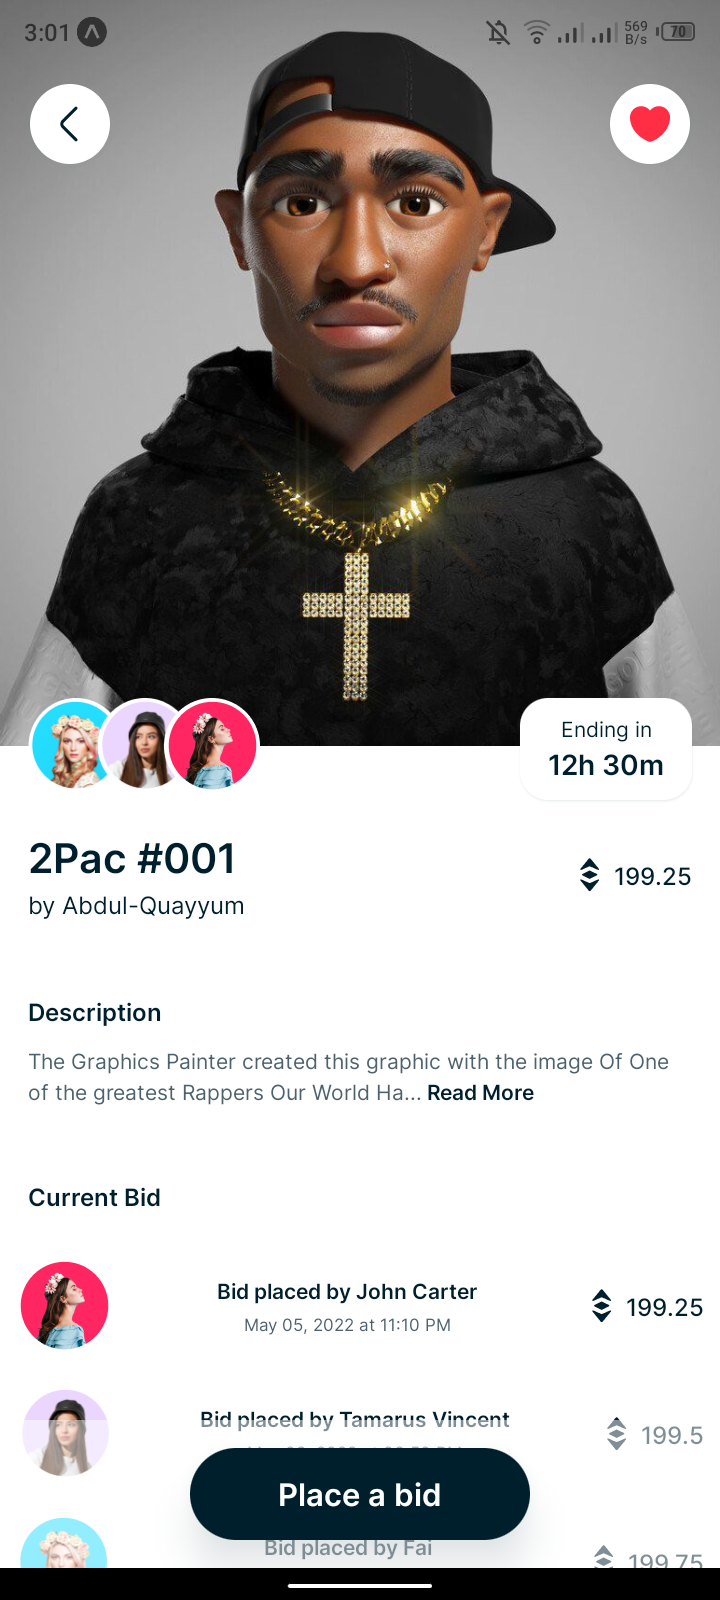 3:01
569
B/s
70
Ending in
12h 30m
2Pac #001
199.25
by Abdul-Quayyum
Description
The Graphics Painter created this graphic with the image Of One
of the greatest Rappers Our World Ha... Read More
Current Bid
Bid placed by John Carter
199.25
May 05, 2022 at 11:10 PM
Bid placed by Tamarus Vincent
199.5
Place a bid
Bid placed by Fai
199.75